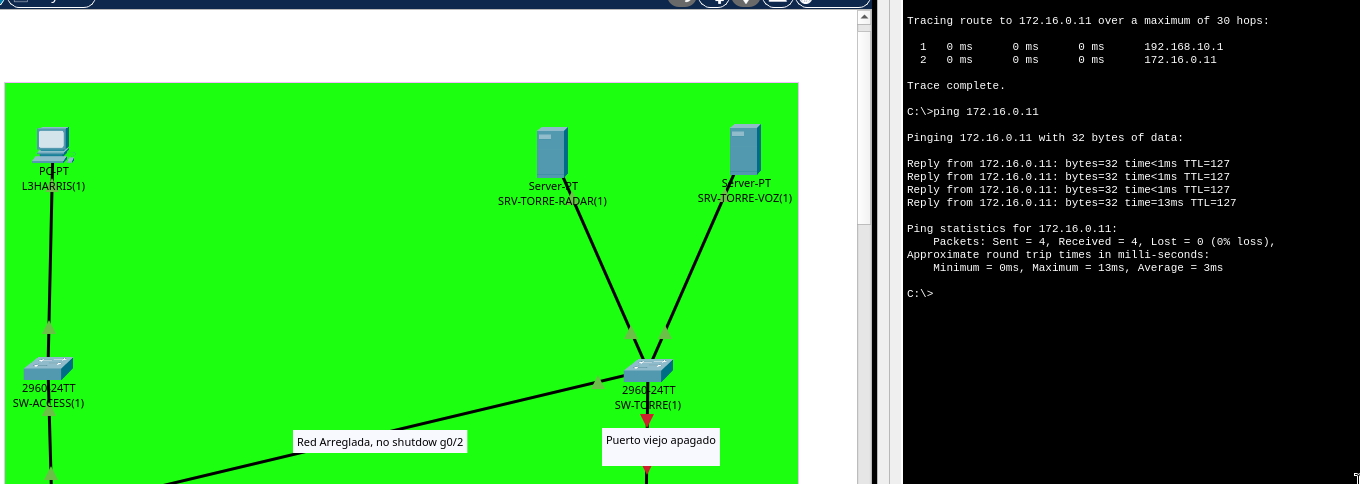 PC-PT
L3HARRIS(1)
Server-PT
SRV-TORRE-RADAR(1)
Server-PT
SRV-TORRE-VOZ(1)
2960-24TT
SW-ACCESS(1)
2960-24TT
SW-TORRE(1)
Red Arreglada, no shutdow g0/2
Puerto viejo apagado
Tracing route to 172.16.0.11 over a maximum of 30 hops:
1 0 ms 0 ms 0 ms 192.168.10.1
2 0 ms 0 ms 0 ms 172.16.0.11
Trace complete.
C:\>ping 172.16.0.11
Pinging 172.16.0.11 with 32 bytes of data:
Reply from 172.16.0.11: bytes=32 time<1ms TTL=127
Reply from 172.16.0.11: bytes=32 time<1ms TTL=127
Reply from 172.16.0.11: bytes=32 time<1ms TTL=127
Reply from 172.16.0.11: bytes=32 time=13ms TTL=127
Ping statistics for 172.16.0.11:
Packets: Sent = 4, Received = 4, Lost = 0 (0% loss),
Approximate round trip times in milli-seconds:
Minimum = 0ms, Maximum = 13ms, Average = 3ms
C:\>